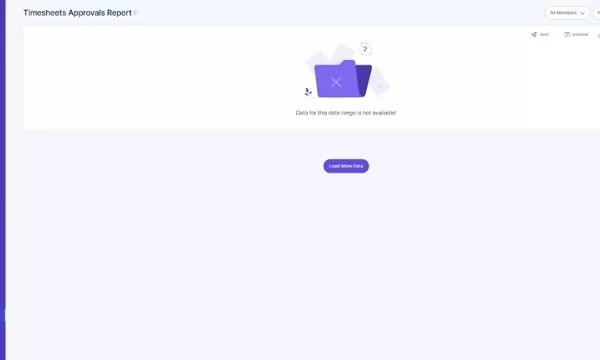 Timesheets Approvals Report
All Members
Send
Schedule
?
Data for this date range is not available!
Load More Data